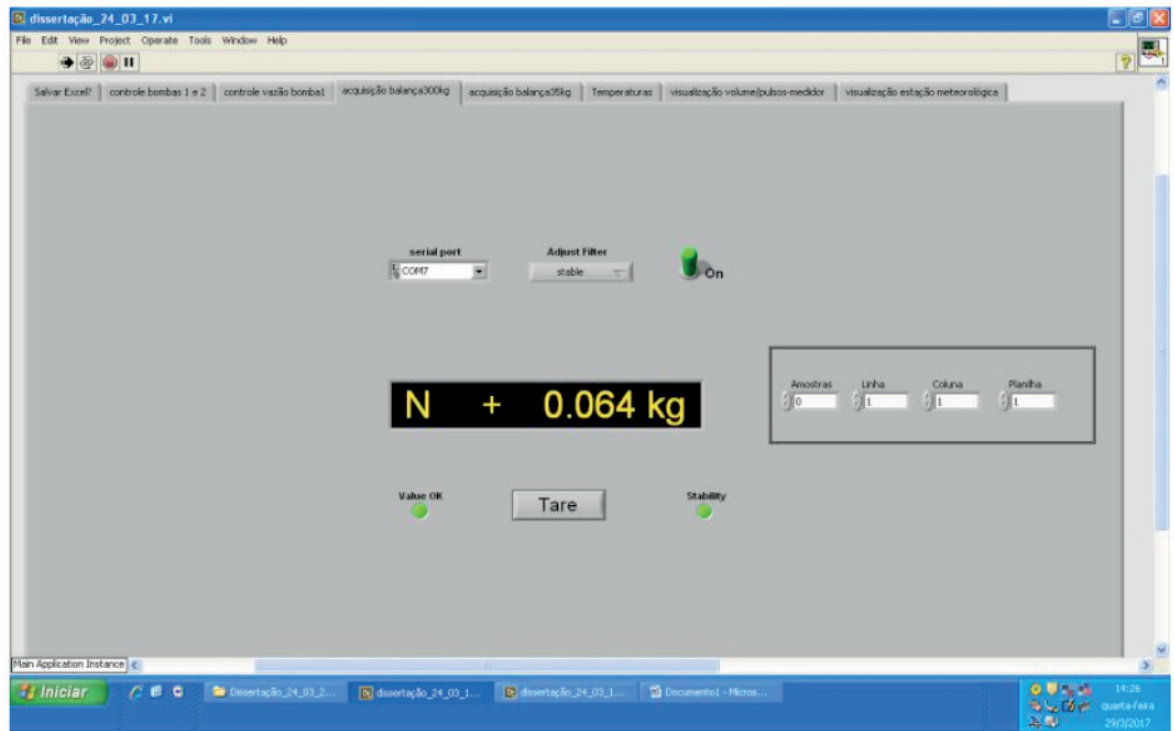 dissertação_24_03_17.vi
File Edit View Project Operate Tools Window Help
Salvar Excel? controle bombas 1 e 2 controle vazão bomba1 acquisição balança300kg acquisição balança35kg Temperaturas visualização volume/pulsos-medidor visualização estação meteorológica
serial port Adjust Filter
COM7 stable On
Amostras Linha Coluna Planilha
0 1 1 1
N + 0.064 kg
Value OK Tare Stability
Main Application Instance
Iniciar Dissertação_24_03_2... dissertação_24_03_1... dissertação_24_03_1... Documento1 - Micros... 14:26
quarta-feira
29/3/2017